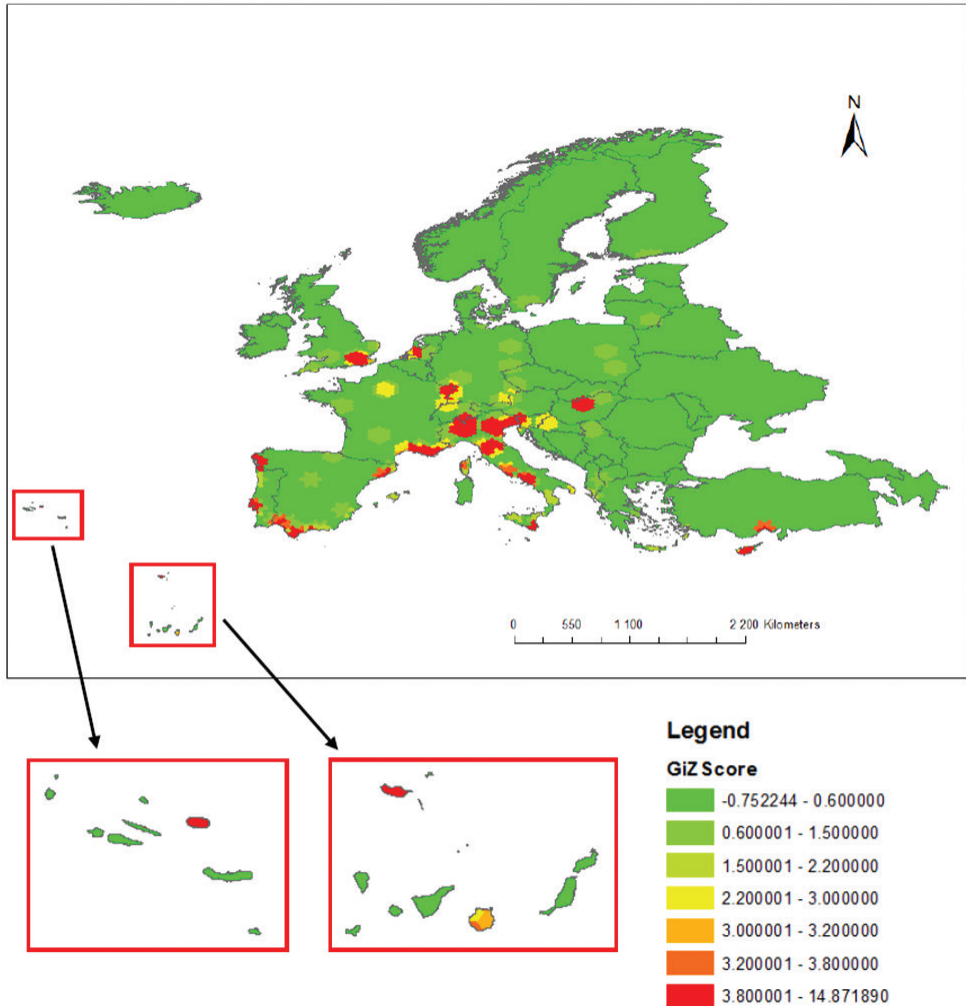 N
0 550 1 100 2 200 Kilometers
Legend
GiZ Score
-0.752244 - 0.600000
0.600001 - 1.500000
1.500001 - 2.200000
2.200001 - 3.000000
3.000001 - 3.200000
3.200001 - 3.800000
3.800001 - 14.871890